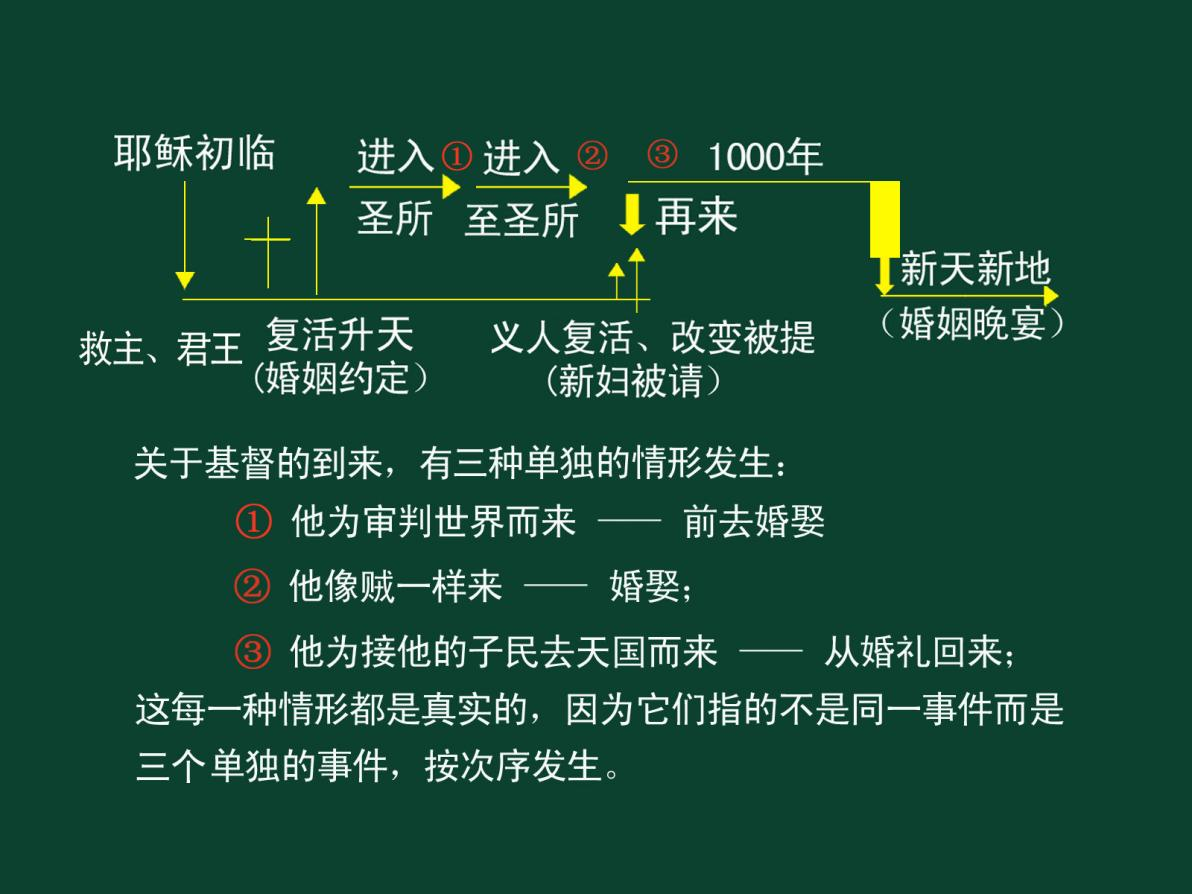 耶稣初临
进入 ① 进入 ② ③ 1000年
圣所 至圣所 再来
新天新地
(婚姻晚宴)
救主、君王 复活升天 义人复活、改变被提
(婚姻约定) (新妇被请)
关于基督的到来，有三种单独的情形发生：
① 他为审判世界而来 —— 前去婚娶
② 他像贼一样来 —— 婚娶；
③ 他为接他的子民去天国而来 —— 从婚礼回来；
这每一种情形都是真实的，因为它们指的不是同一事件而是
三个单独的事件，按次序发生。